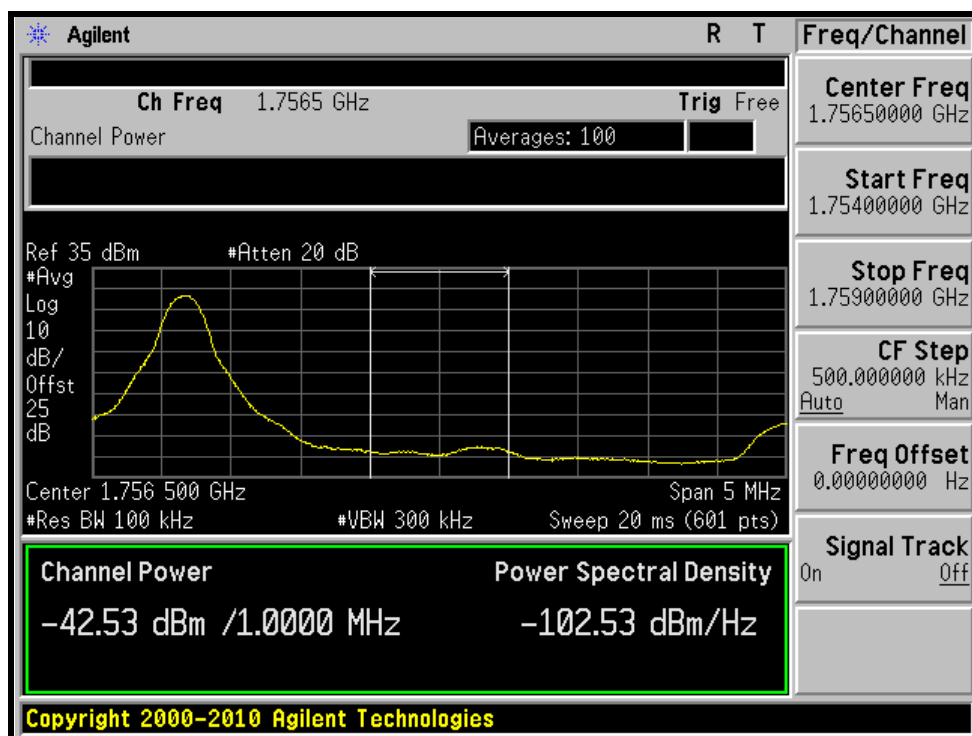 Agilent R T
Ch Freq 1.7565 GHz Trig Free
Channel Power Averages: 100
Ref 35 dBm #Atten 20 dB
#Avg
Log
10
dB/
Offst
25
dB
Center 1.756 500 GHz Span 5 MHz
#Res BW 100 kHz #VBW 300 kHz Sweep 20 ms (601 pts)
Channel Power Power Spectral Density
-42.53 dBm /1.0000 MHz -102.53 dBm/Hz
Copyright 2000-2010 Agilent Technologies
Freq/Channel
Center Freq
1.75650000 GHz
Start Freq
1.75400000 GHz
Stop Freq
1.75900000 GHz
CF Step
500.000000 kHz
Auto Man
Freq Offset
0.00000000 Hz
Signal Track
On Off